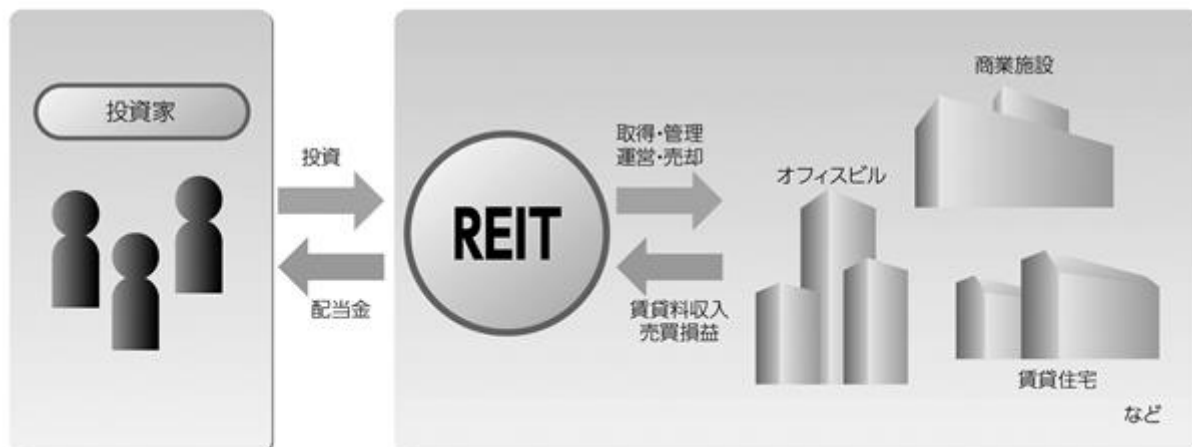 投資家
投資
配当金
REIT
取得・管理
運営・売却
賃貸料収入
売買損益
商業施設
オフィスビル
賃貸住宅
など